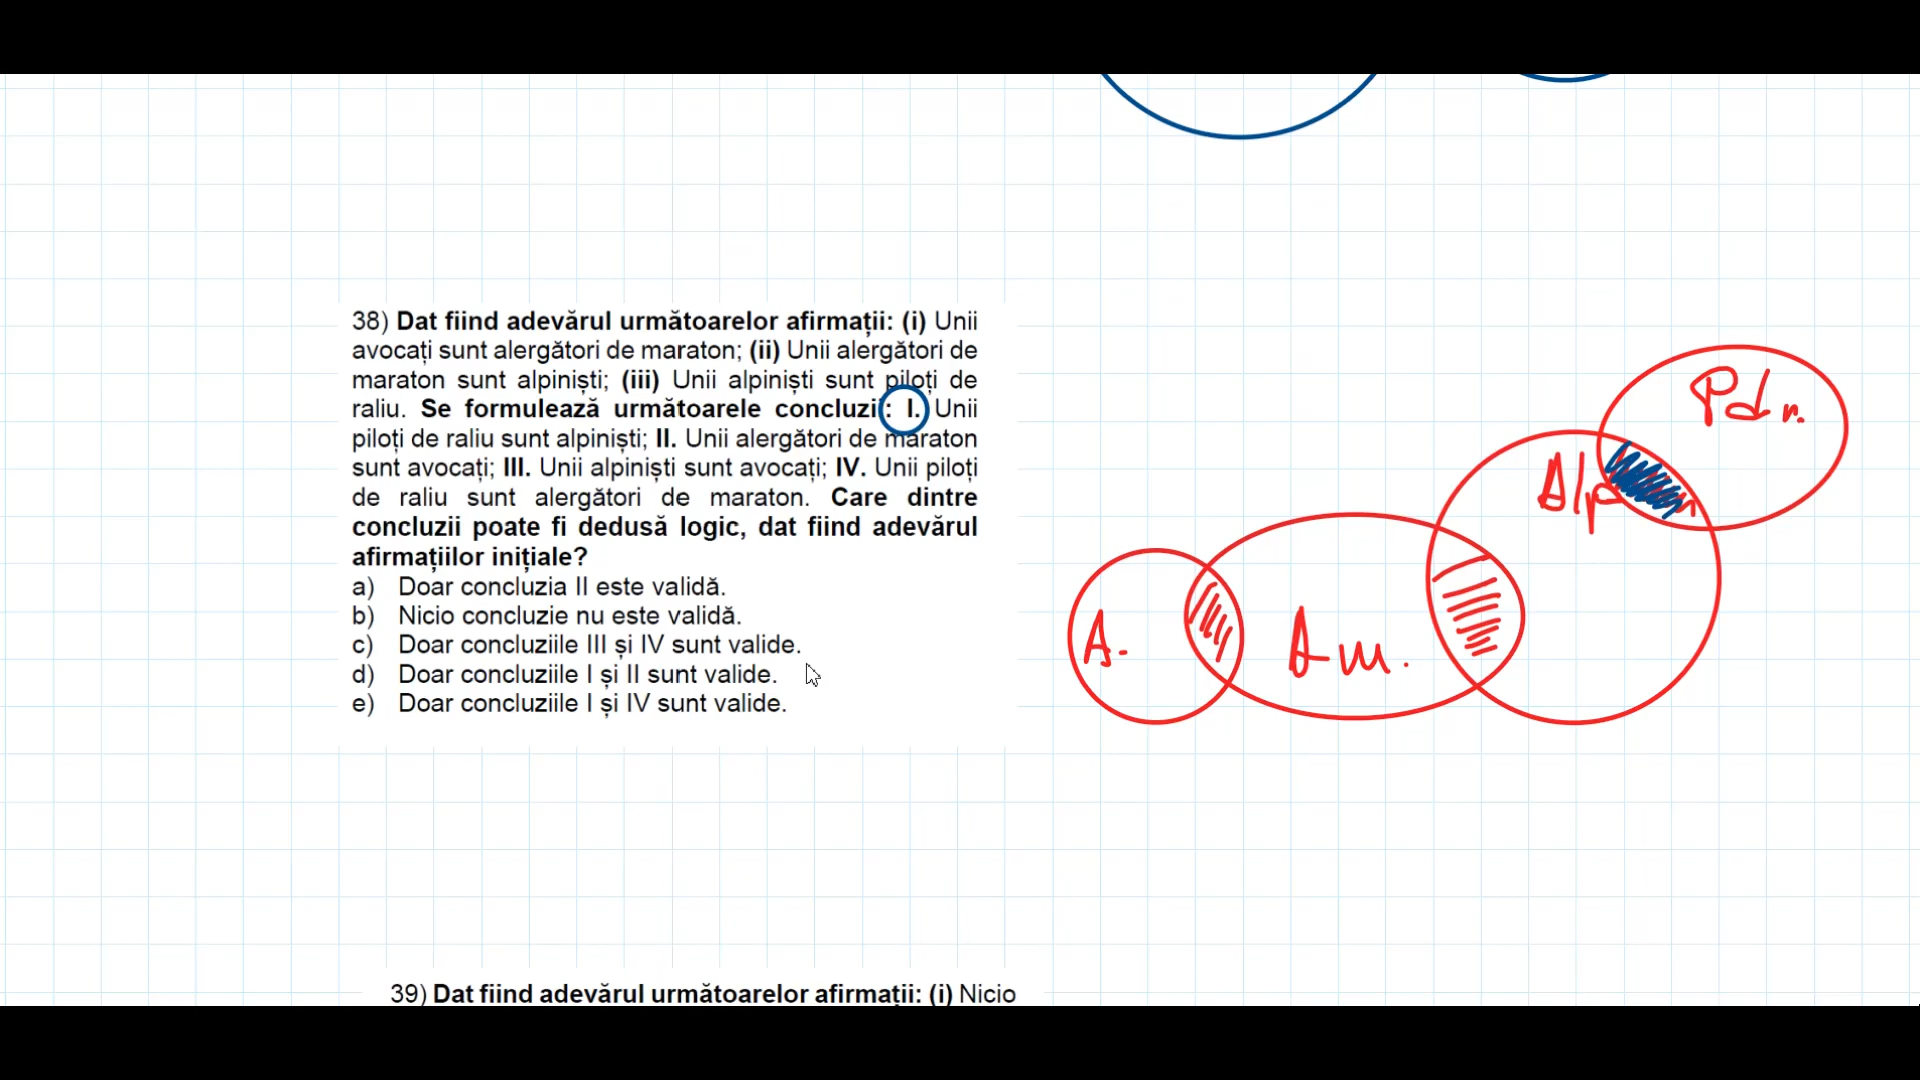 38) Dat fiind adevărul următoarelor afirmații: (i) Unii
avocați sunt alergători de maraton; (ii) Unii alergători de
maraton sunt alpiniști; (iii) Unii alpiniști sunt piloți de
raliu. Se formulează următoarele concluzii: I. Unii
piloți de raliu sunt alpiniști; II. Unii alergători de maraton
sunt avocați; III. Unii alpiniști sunt avocați; IV. Unii piloți
de raliu sunt alergători de maraton. Care dintre
concluzii poate fi dedusă logic, dat fiind adevărul
afirmațiilor inițiale?
a) Doar concluzia II este validă.
b) Nicio concluzie nu este validă.
c) Doar concluziile III și IV sunt valide.
d) Doar concluziile I și II sunt valide.
e) Doar concluziile I și IV sunt valide.
A.
Am.
Pdr.
39) Dat fiind adevărul următoarelor afirmații: (i) Nicio